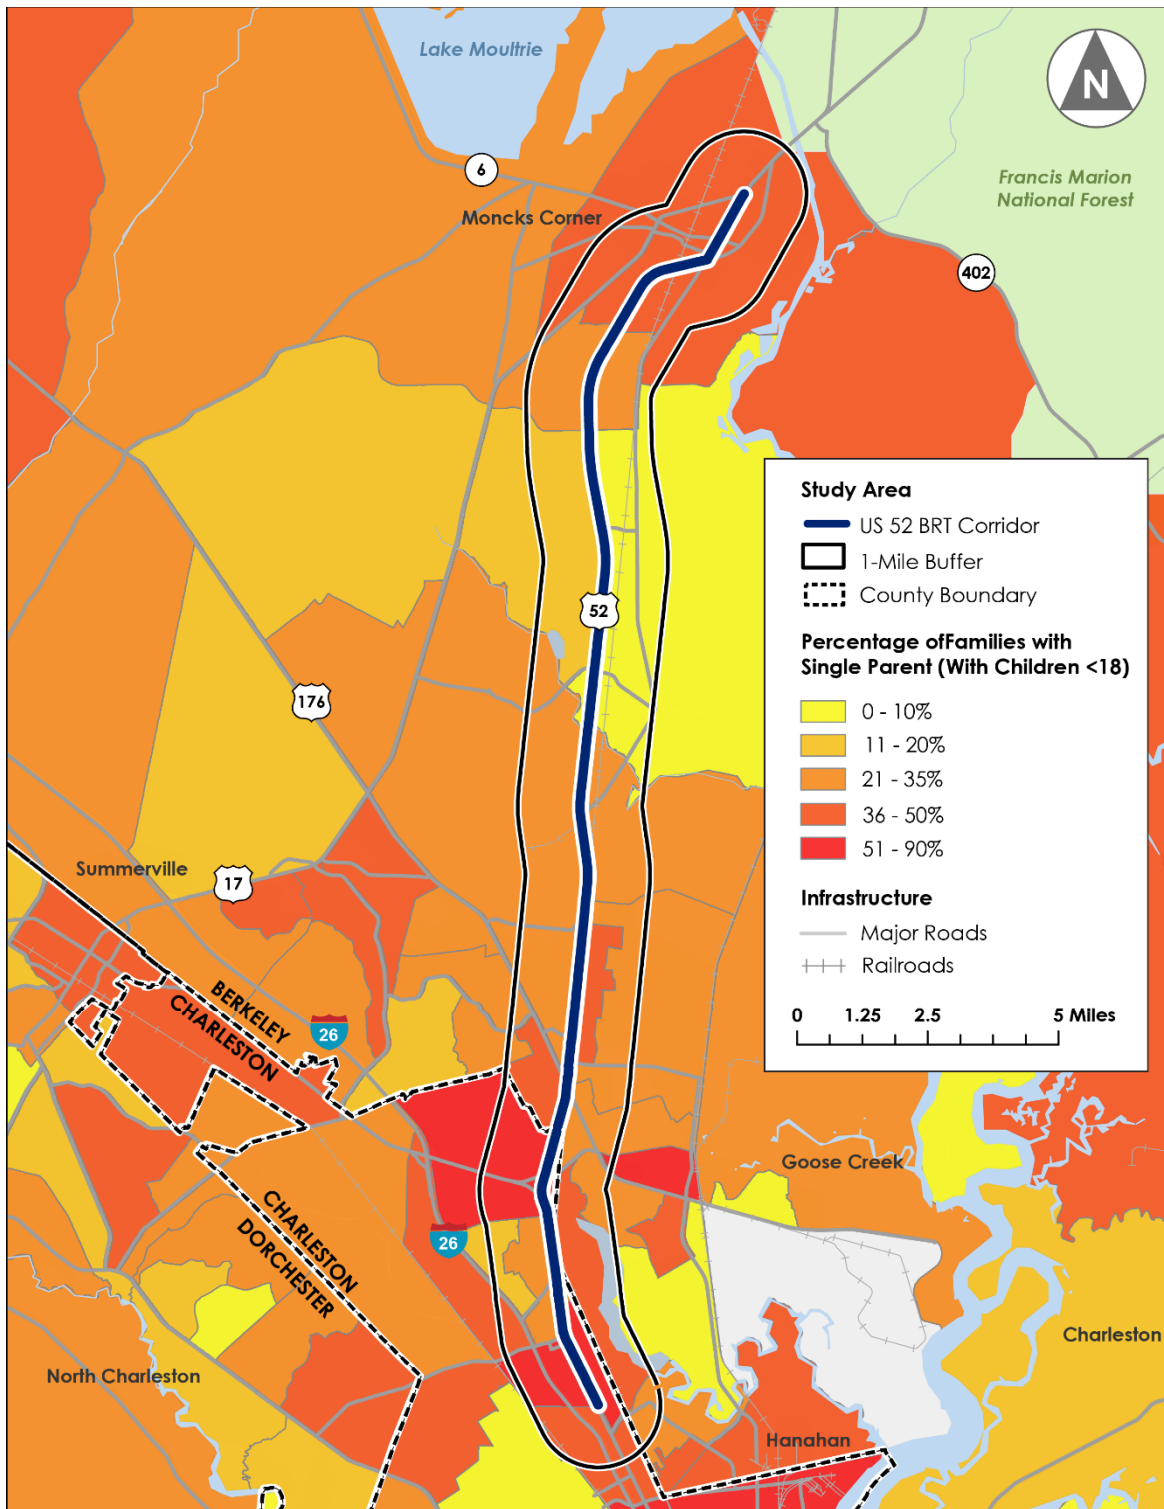 Lake Moultrie
N
6
Francis Marion
National Forest
Moncks Corner
402
Study Area
US 52 BRT Corridor
1-Mile Buffer
County Boundary
52
Percentage ofFamilies with
Single Parent (With Children <18)
176
0 - 10%
11 - 20%
21 - 35%
36 - 50%
51 - 90%
Summerville
17
Infrastructure
Major Roads
Railroads
BERKELEY
CHARLESTON
26
0 1.25 2.5 5 Miles
Goose Creek
CHARLESTON
DORCHESTER
26
Charleston
North Charleston
Hanahan